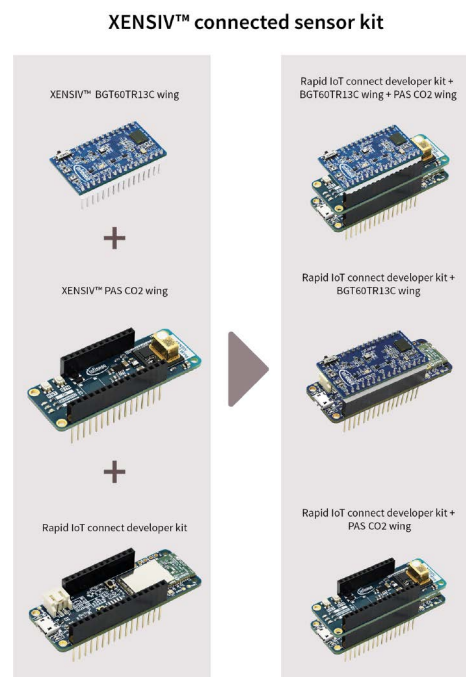 XENSIV™ connected sensor kit
XENSIV™ BGT60TR13C wing
+
XENSIV™ PAS CO2 wing
+
Rapid IoT connect developer kit
Rapid IoT connect developer kit +
BGT60TR13C wing + PAS CO2 wing
Rapid IoT connect developer kit +
BGT60TR13C wing
Rapid IoT connect developer kit +
PAS CO2 wing